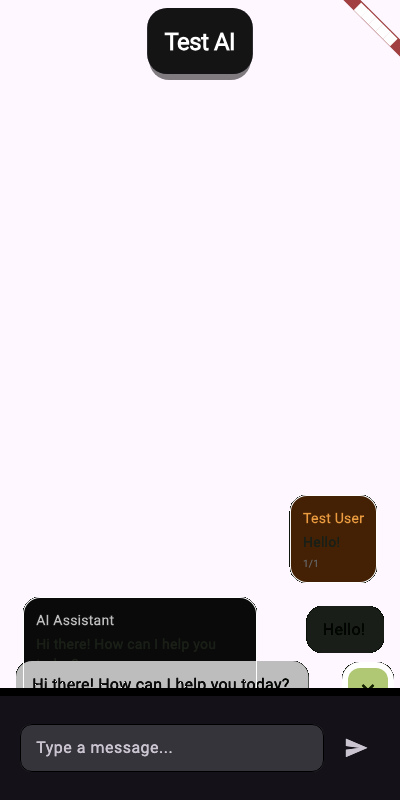 Test AI
Test User
Hello!
1/1
AI Assistant
Hello!
Hi there! How can I help you
Hi there! How can I help you today?
Type a message...